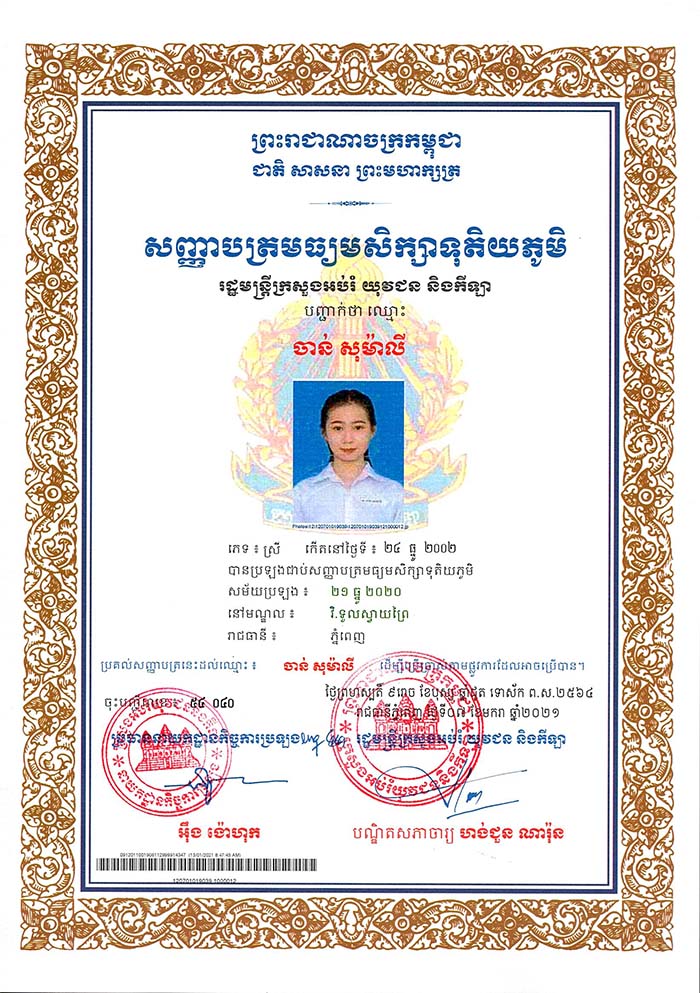 ព្រះរាជាណាចក្រកម្ពុជា
ជាតិ សាសនា ព្រះមហាក្សត្រ
សញ្ញាបត្រមធ្យមសិក្សាទុតិយភូមិ
រដ្ឋមន្ត្រីក្រសួងអប់រំ យុវជន និងកីឡា
បញ្ជាក់ថា ឈ្មោះ
ចាន់ សុម៉ាលី
Photos\12\120701019039\120701019039121000012.jp
ភេទ ៖ ស្រី កើតនៅថ្ងៃទី ៖ ២៤ ធ្នូ ២០០២
បានប្រឡងជាប់សញ្ញាបត្រមធ្យមសិក្សាទុតិយភូមិ
សម័យប្រឡង ៖ ២១ ធ្នូ ២០២០
នៅមណ្ឌល ៖ វិ.ទួលស្វាយព្រៃ
រាជធានី ៖ ភ្នំពេញ
ប្រគល់សញ្ញាបត្រនេះដល់ឈ្មោះ ៖ ចាន់ សុម៉ាលី ដើម្បីប្រើប្រាស់តាមផ្លូវការដែលអាចប្រើបាន។
ថ្ងៃព្រហស្បតិ៍ ខែបុស្ស ឆ្នាំជូត ទោស័ក ព.ស.២៥៦៤
ចុះបញ្ជីលេខ: ៥៤ ០៤០
រាជធានីភ្នំពេញ ថ្ងៃទី០៧ ខែមករា ឆ្នាំ២០២១
ប្រធាននាយកដ្ឋានកិច្ចការប្រឡង
រដ្ឋមន្ត្រីក្រសួងអប់រំ យុវជន និងកីឡា
អ៊ឹង ង៉ោហុក
បណ្ឌិតសភាចារ្យ ហង់ជួន ណារ៉ុន
(13/01/2021 8:47:48 AM)
120701019039.1000012